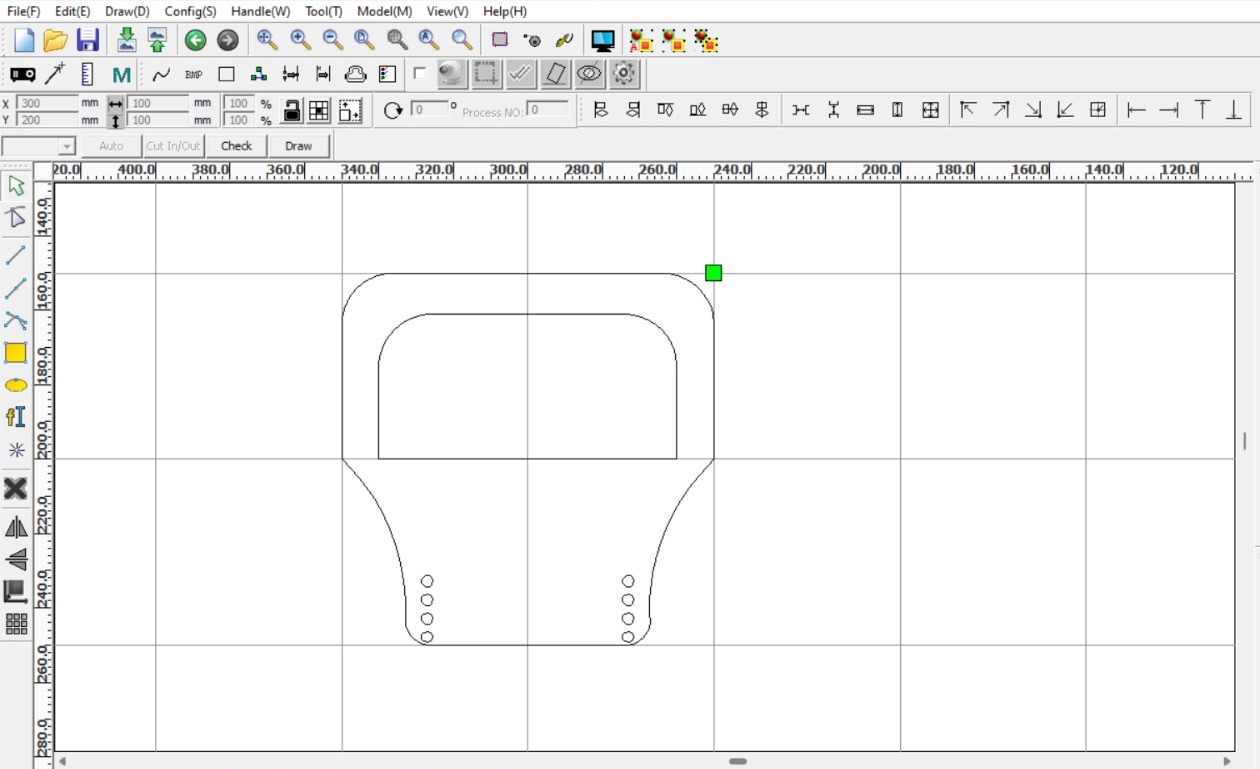 File(F) Edit(E) Draw(D) Config(S) Handle(W) Tool(T) Model(M) View(V) Help(H)
A
M BMP
X 300 mm 100 mm 100 %
Y 200 mm 100 mm 100 %
0 ° Process NO: 0
Auto Cut In/Out Check Draw
20.0 400.0 380.0 360.0 340.0 320.0 300.0 280.0 260.0 240.0 220.0 200.0 180.0 160.0 140.0 120.0
140.0
160.0
180.0
200.0
220.0
240.0
260.0
280.0